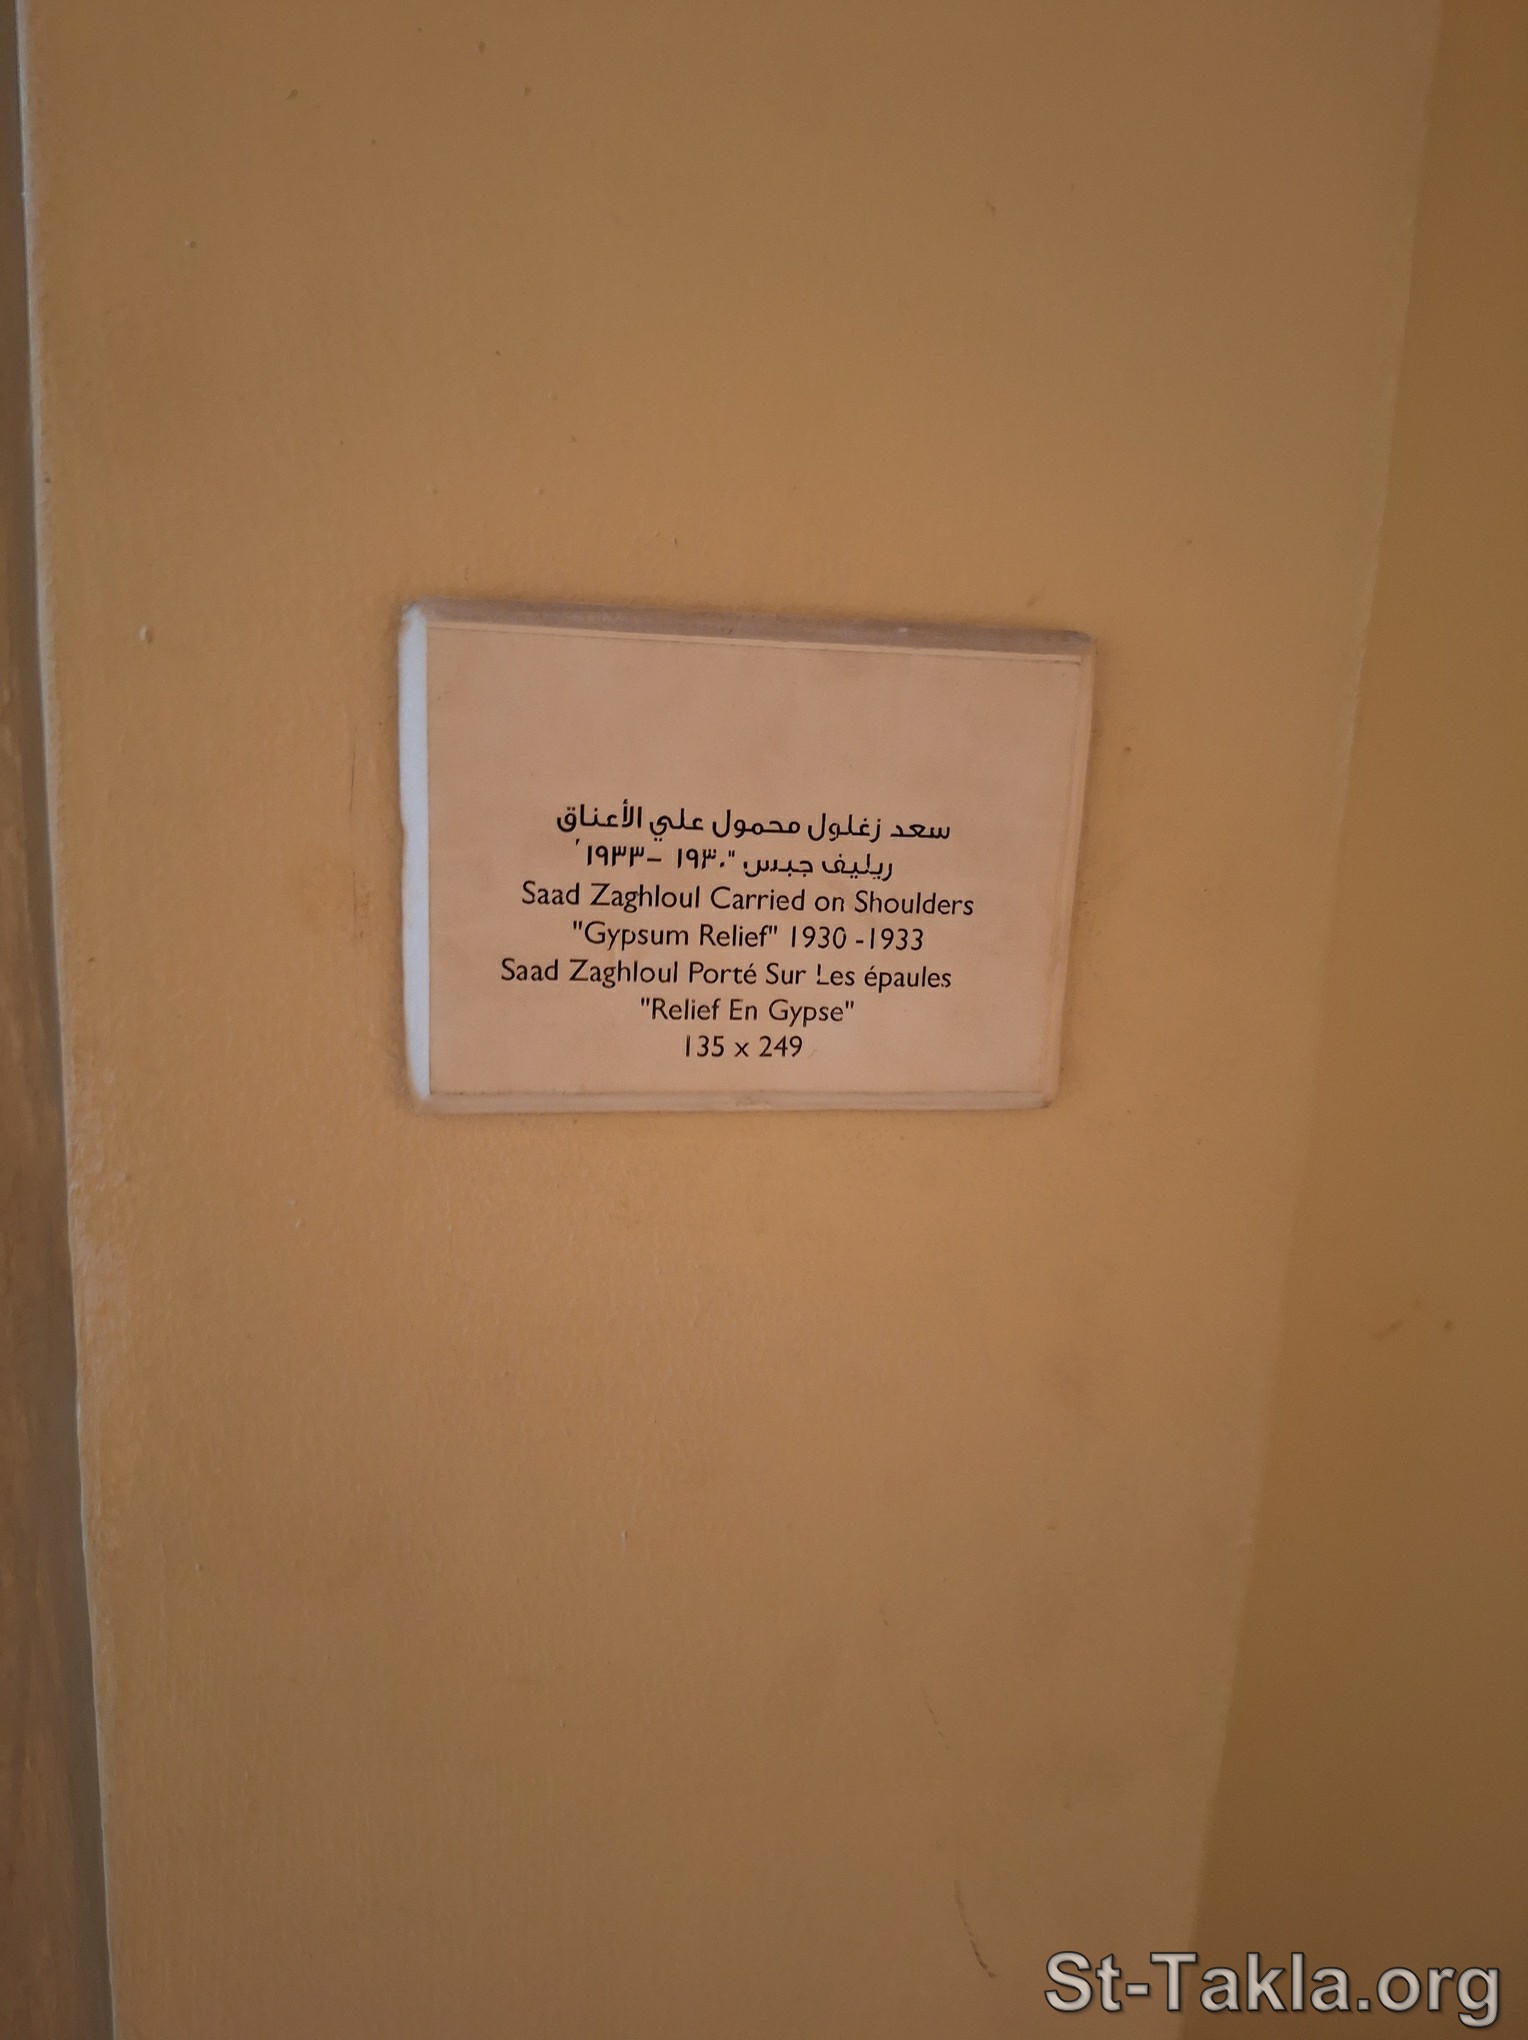 سعد زغلول محمول علي الأعناق
ريليف جبس "١٩٣٠ –١٩٣٣'
Saad Zaghloul Carried on Shoulders
"Gypsum Relief" 1930 -1933
Saad Zaghloul Porté Sur Les épaules
"Relief En Gypse"
135 x 249
St-Takla.org